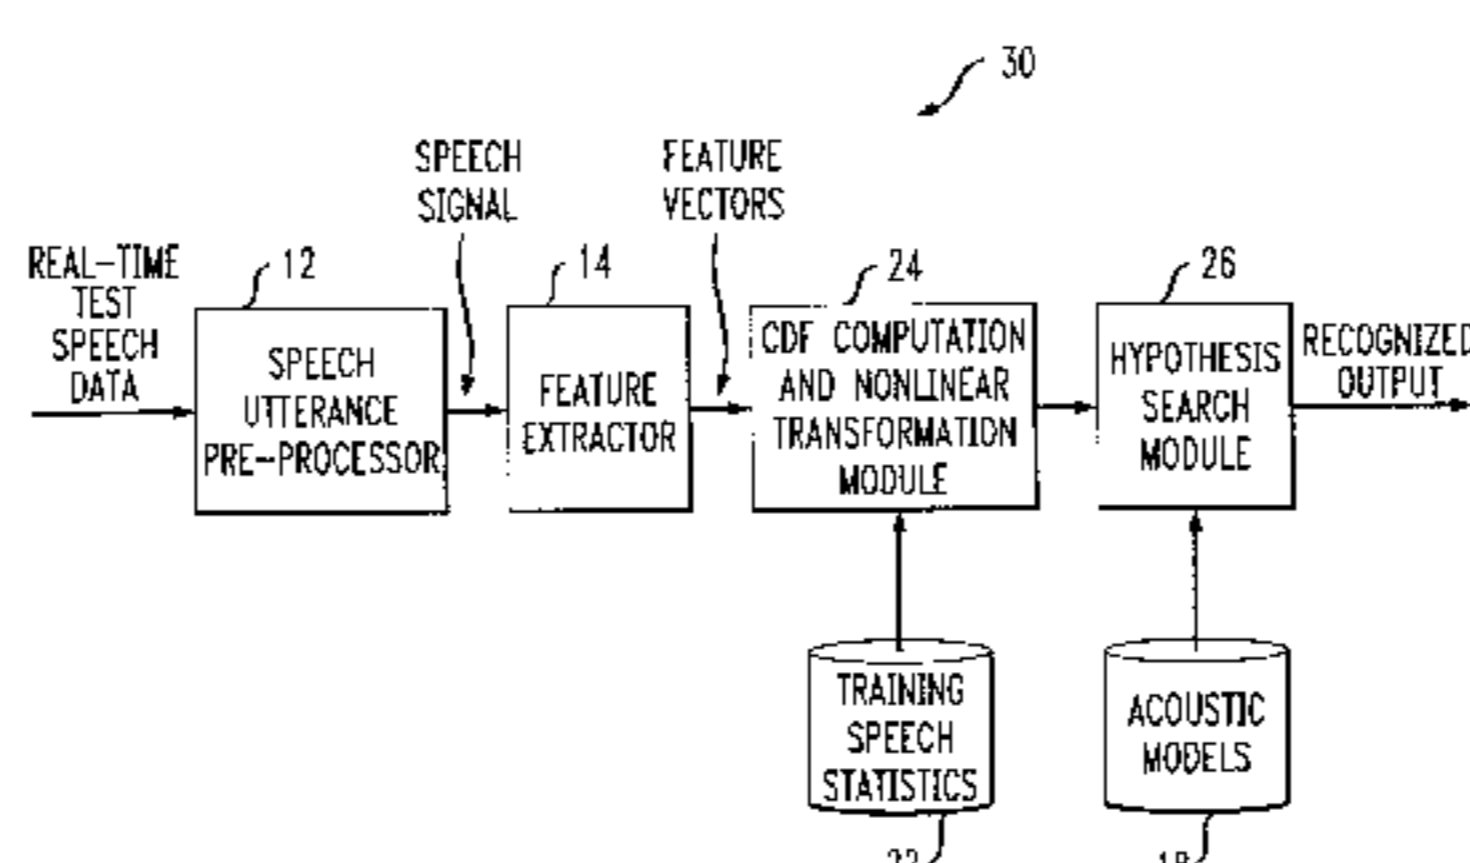 30
SPEECH
SIGNAL
FEATURE
VECTORS
REAL-TIME
TEST
SPEECH
DATA
12
SPEECH
UTTERANCE
PRE-PROCESSOR
14
FEATURE
EXTRACTOR
24
CDF COMPUTATION
AND NONLINEAR
TRANSFORMATION
MODULE
26
HYPOTHESIS
SEARCH
MODULE
RECOGNIZED
OUTPUT
TRAINING
SPEECH
STATISTICS
ACOUSTIC
MODELS